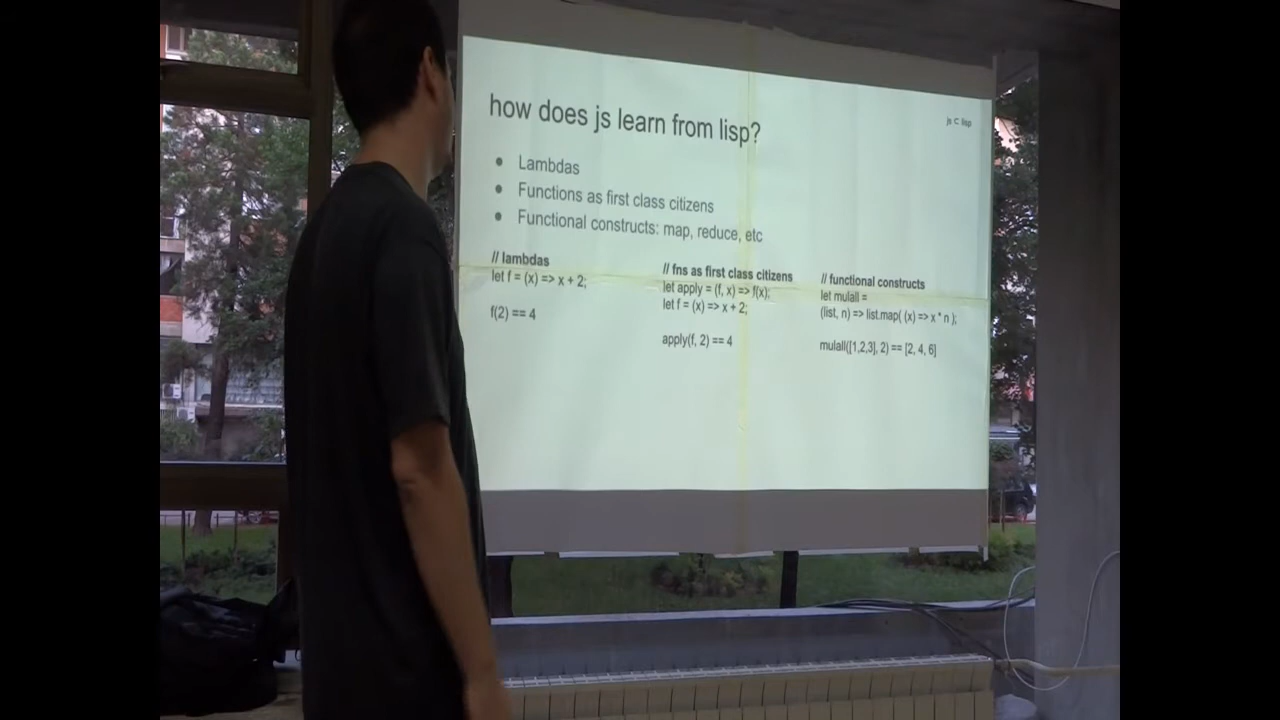 how does js learn from lisp?
js ⊂ lisp
● Lambdas
● Functions as first class citizens
● Functional constructs: map, reduce, etc
// lambdas
let f = (x) => x + 2;
f(2) == 4
// fns as first class citizens
let apply = (f, x) => f(x);
let f = (x) => x + 2;
apply(f, 2) == 4
// functional constructs
let mulall =
(list, n) => list.map( (x) => x * n );
mulall([1,2,3], 2) == [2, 4, 6]